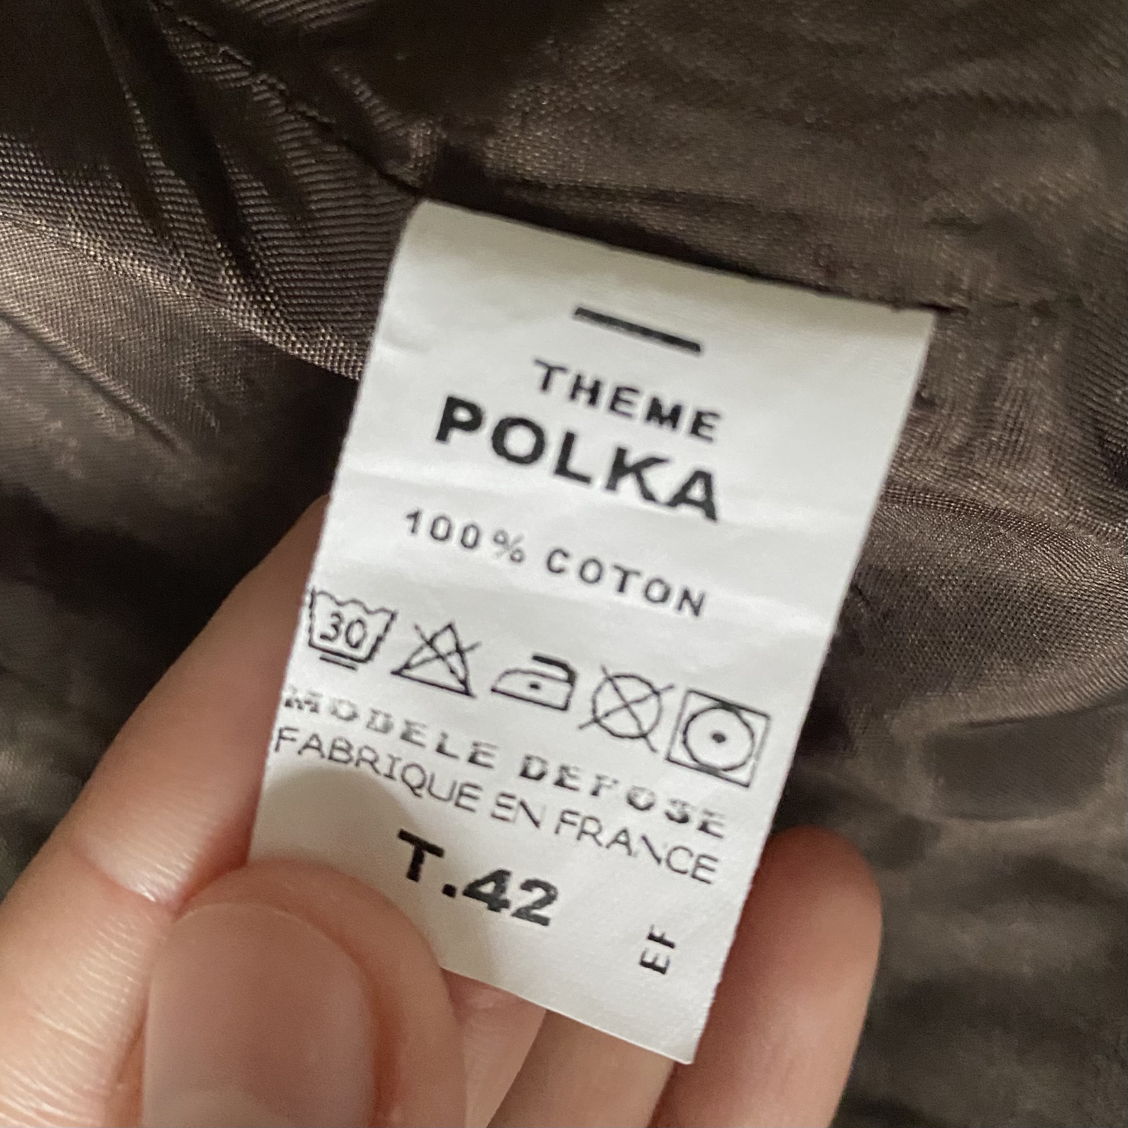 THEME
POLKA
100% COTON
30
MODELE DEPOSE
FABRIQUE EN FRANCE
T.42
EF